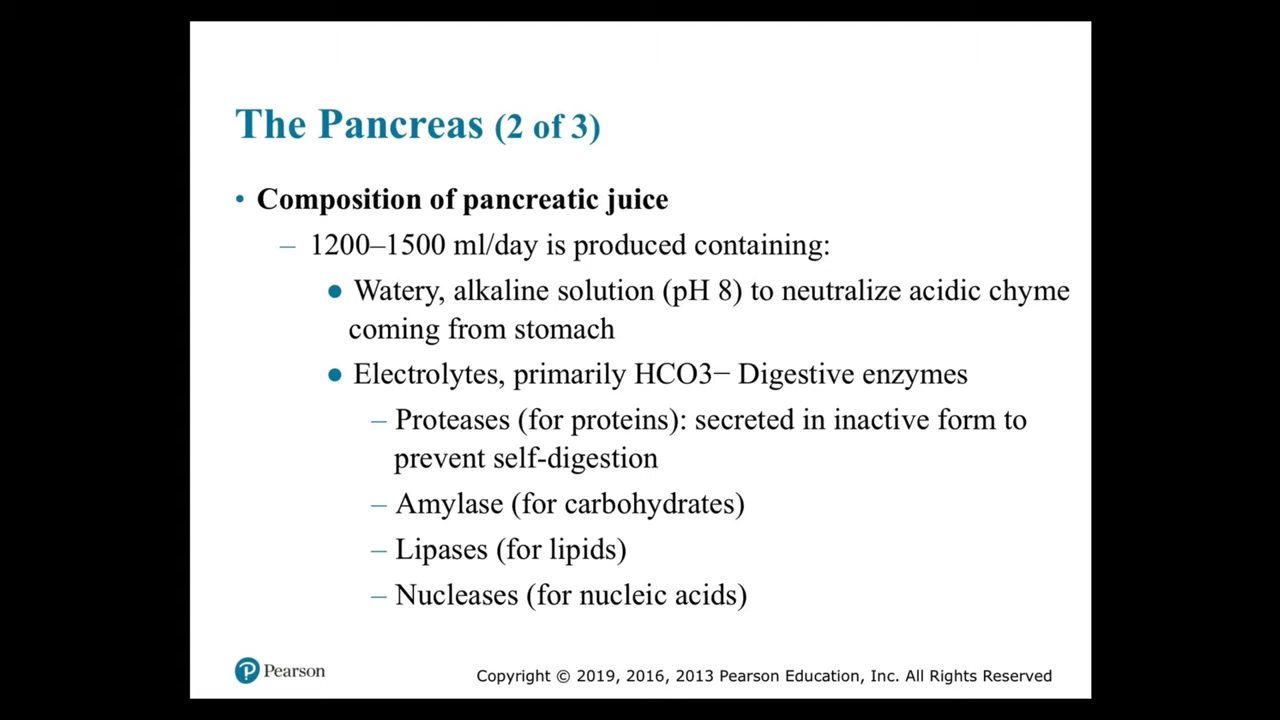 The Pancreas (2 of 3)
• Composition of pancreatic juice
– 1200–1500 ml/day is produced containing:
● Watery, alkaline solution (pH 8) to neutralize acidic chyme
coming from stomach
● Electrolytes, primarily HCO3− Digestive enzymes
– Proteases (for proteins): secreted in inactive form to
prevent self-digestion
– Amylase (for carbohydrates)
– Lipases (for lipids)
– Nucleases (for nucleic acids)
P Pearson
Copyright © 2019, 2016, 2013 Pearson Education, Inc. All Rights Reserved